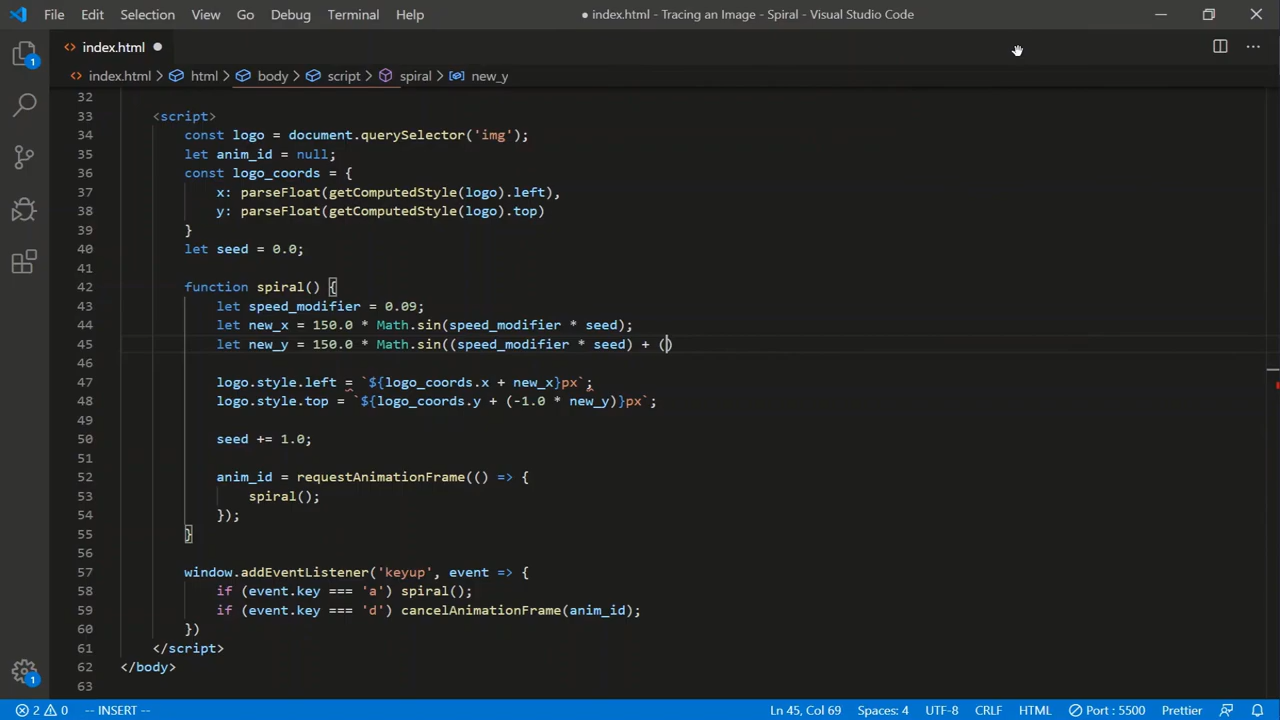 File Edit Selection View Go Debug Terminal Help ● index.html - Tracing an Image - Spiral - Visual Studio Code
<> index.html ●
<> index.html > html > body > script > spiral > new_y
32
33 <script>
34 const logo = document.querySelector('img');
35 let anim_id = null;
36 const logo_coords = {
37 x: parseFloat(getComputedStyle(logo).left),
38 y: parseFloat(getComputedStyle(logo).top)
39 }
40 let seed = 0.0;
41
42 function spiral() {
43 let speed_modifier = 0.09;
44 let new_x = 150.0 * Math.sin(speed_modifier * seed);
45 let new_y = 150.0 * Math.sin((speed_modifier * seed) + ()
46
47 logo.style.left = `${logo_coords.x + new_x}px`;
48 logo.style.top = `${logo_coords.y + (-1.0 * new_y)}px`;
49
50 seed += 1.0;
51
52 anim_id = requestAnimationFrame(() => {
53 spiral();
54 });
55 }
56
57 window.addEventListener('keyup', event => {
58 if (event.key === 'a') spiral();
59 if (event.key === 'd') cancelAnimationFrame(anim_id);
60 })
61 </script>
62 </body>
63
1
1
2 0 -- INSERT -- Ln 45, Col 69 Spaces: 4 UTF-8 CRLF HTML Port : 5500 Prettier